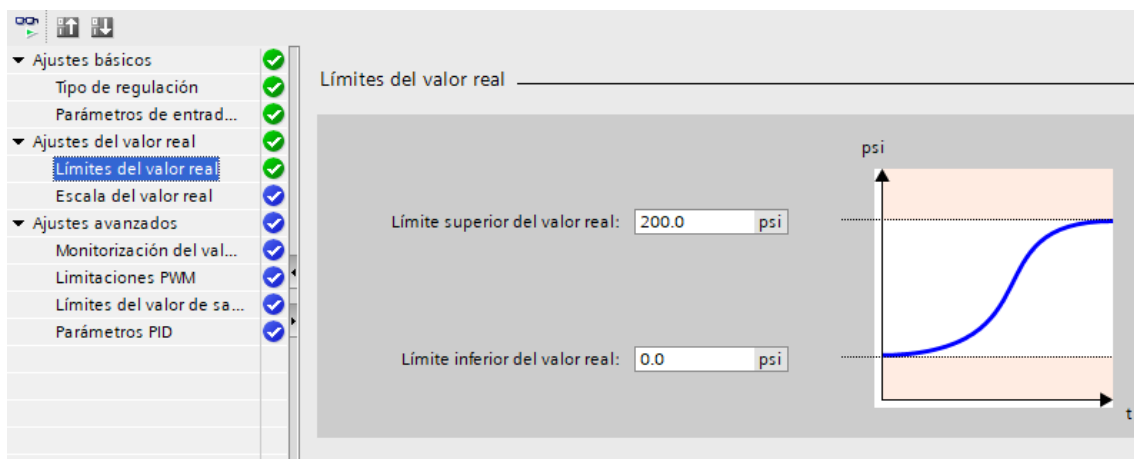 Ajustes básicos
Tipo de regulación
Parámetros de entrad...
Ajustes del valor real
Límites del valor real
Escala del valor real
Ajustes avanzados
Monitorización del val...
Limitaciones PWM
Límites del valor de sa...
Parámetros PID
Límites del valor real
psi
Límite superior del valor real: 200.0 psi
Límite inferior del valor real: 0.0 psi
t